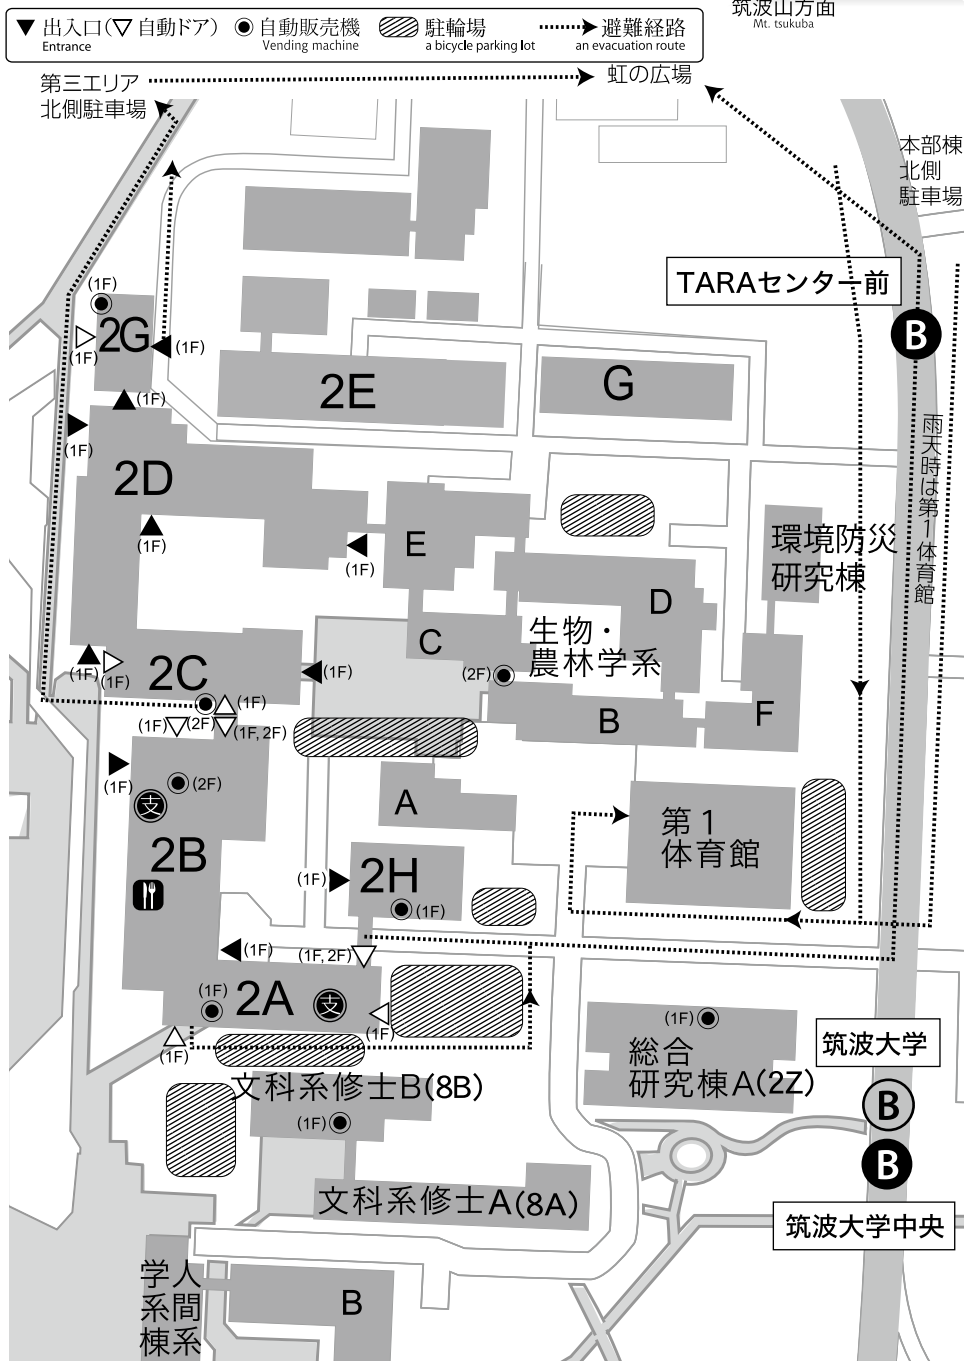 筑波山方面
Mt. tsukuba
出入口(▽自動ドア)
Entrance
自動販売機
Vending machine
駐輪場
a bicycle parking lot
避難経路
an evacuation route
第三エリア
北側駐車場
虹の広場
本部棟
北側
駐車場
TARAセンター前
B
(1F)
2G
(1F)
(1F)
(1F)
2E
G
(1F)
雨天時は第1体育館
2D
(1F)
E
(1F)
環境防災
研究棟
D
C
生物・
農林学系
(2F)
(1F)
(1F)
2C
(1F)
(1F)
(2F)
(1F)
(1F, 2F)
B
F
(1F)
(2F)
支
A
第1
体育館
2B
2H
(1F)
(1F)
(1F)
(1F, 2F)
(1F)
2A
支
(1F)
(1F)
(1F)
総合
研究棟A(2Z)
筑波大学
B
B
筑波大学中央
文科系修士B(8B)
(1F)
文科系修士A(8A)
人間系
学系棟
B